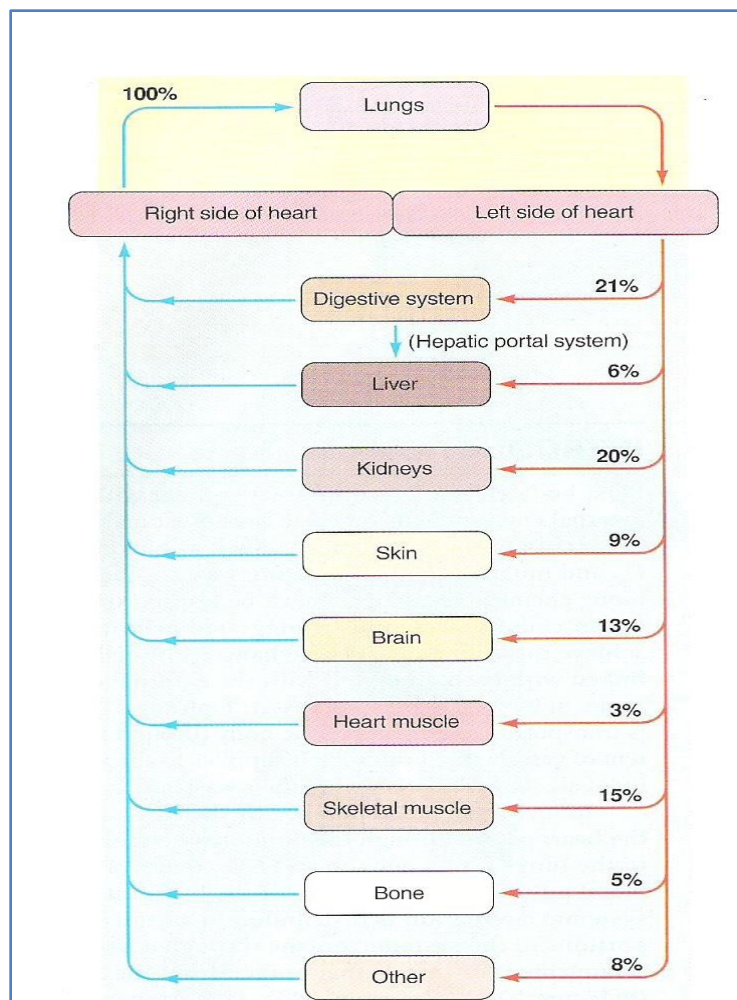 100%
Lungs
Right side of heart
Left side of heart
Digestive system
21%
(Hepatic portal system)
Liver
6%
Kidneys
20%
Skin
9%
Brain
13%
Heart muscle
3%
Skeletal muscle
15%
Bone
5%
Other
8%